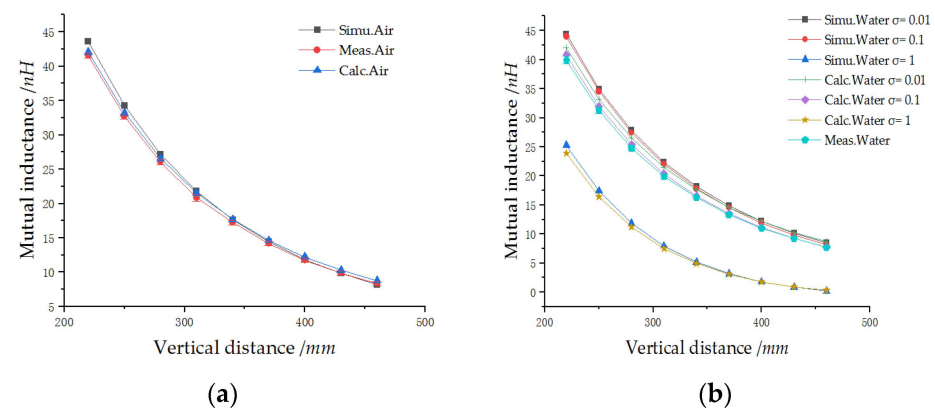 Simu.Air
Meas.Air
Calc.Air
45
40
35
30
25
20
15
10
5
200
300
400
500
Mutual inductance /nH
Vertical distance /mm
(a)
Simu.Water σ= 0.01
Simu.Water σ= 0.1
Simu.Water σ= 1
Calc.Water σ= 0.01
Calc.Water σ= 0.1
Calc.Water σ= 1
Meas.Water
45
40
35
30
25
20
15
10
5
0
200
300
400
500
Mutual inductance /nH
Vertical distance /mm
(b)